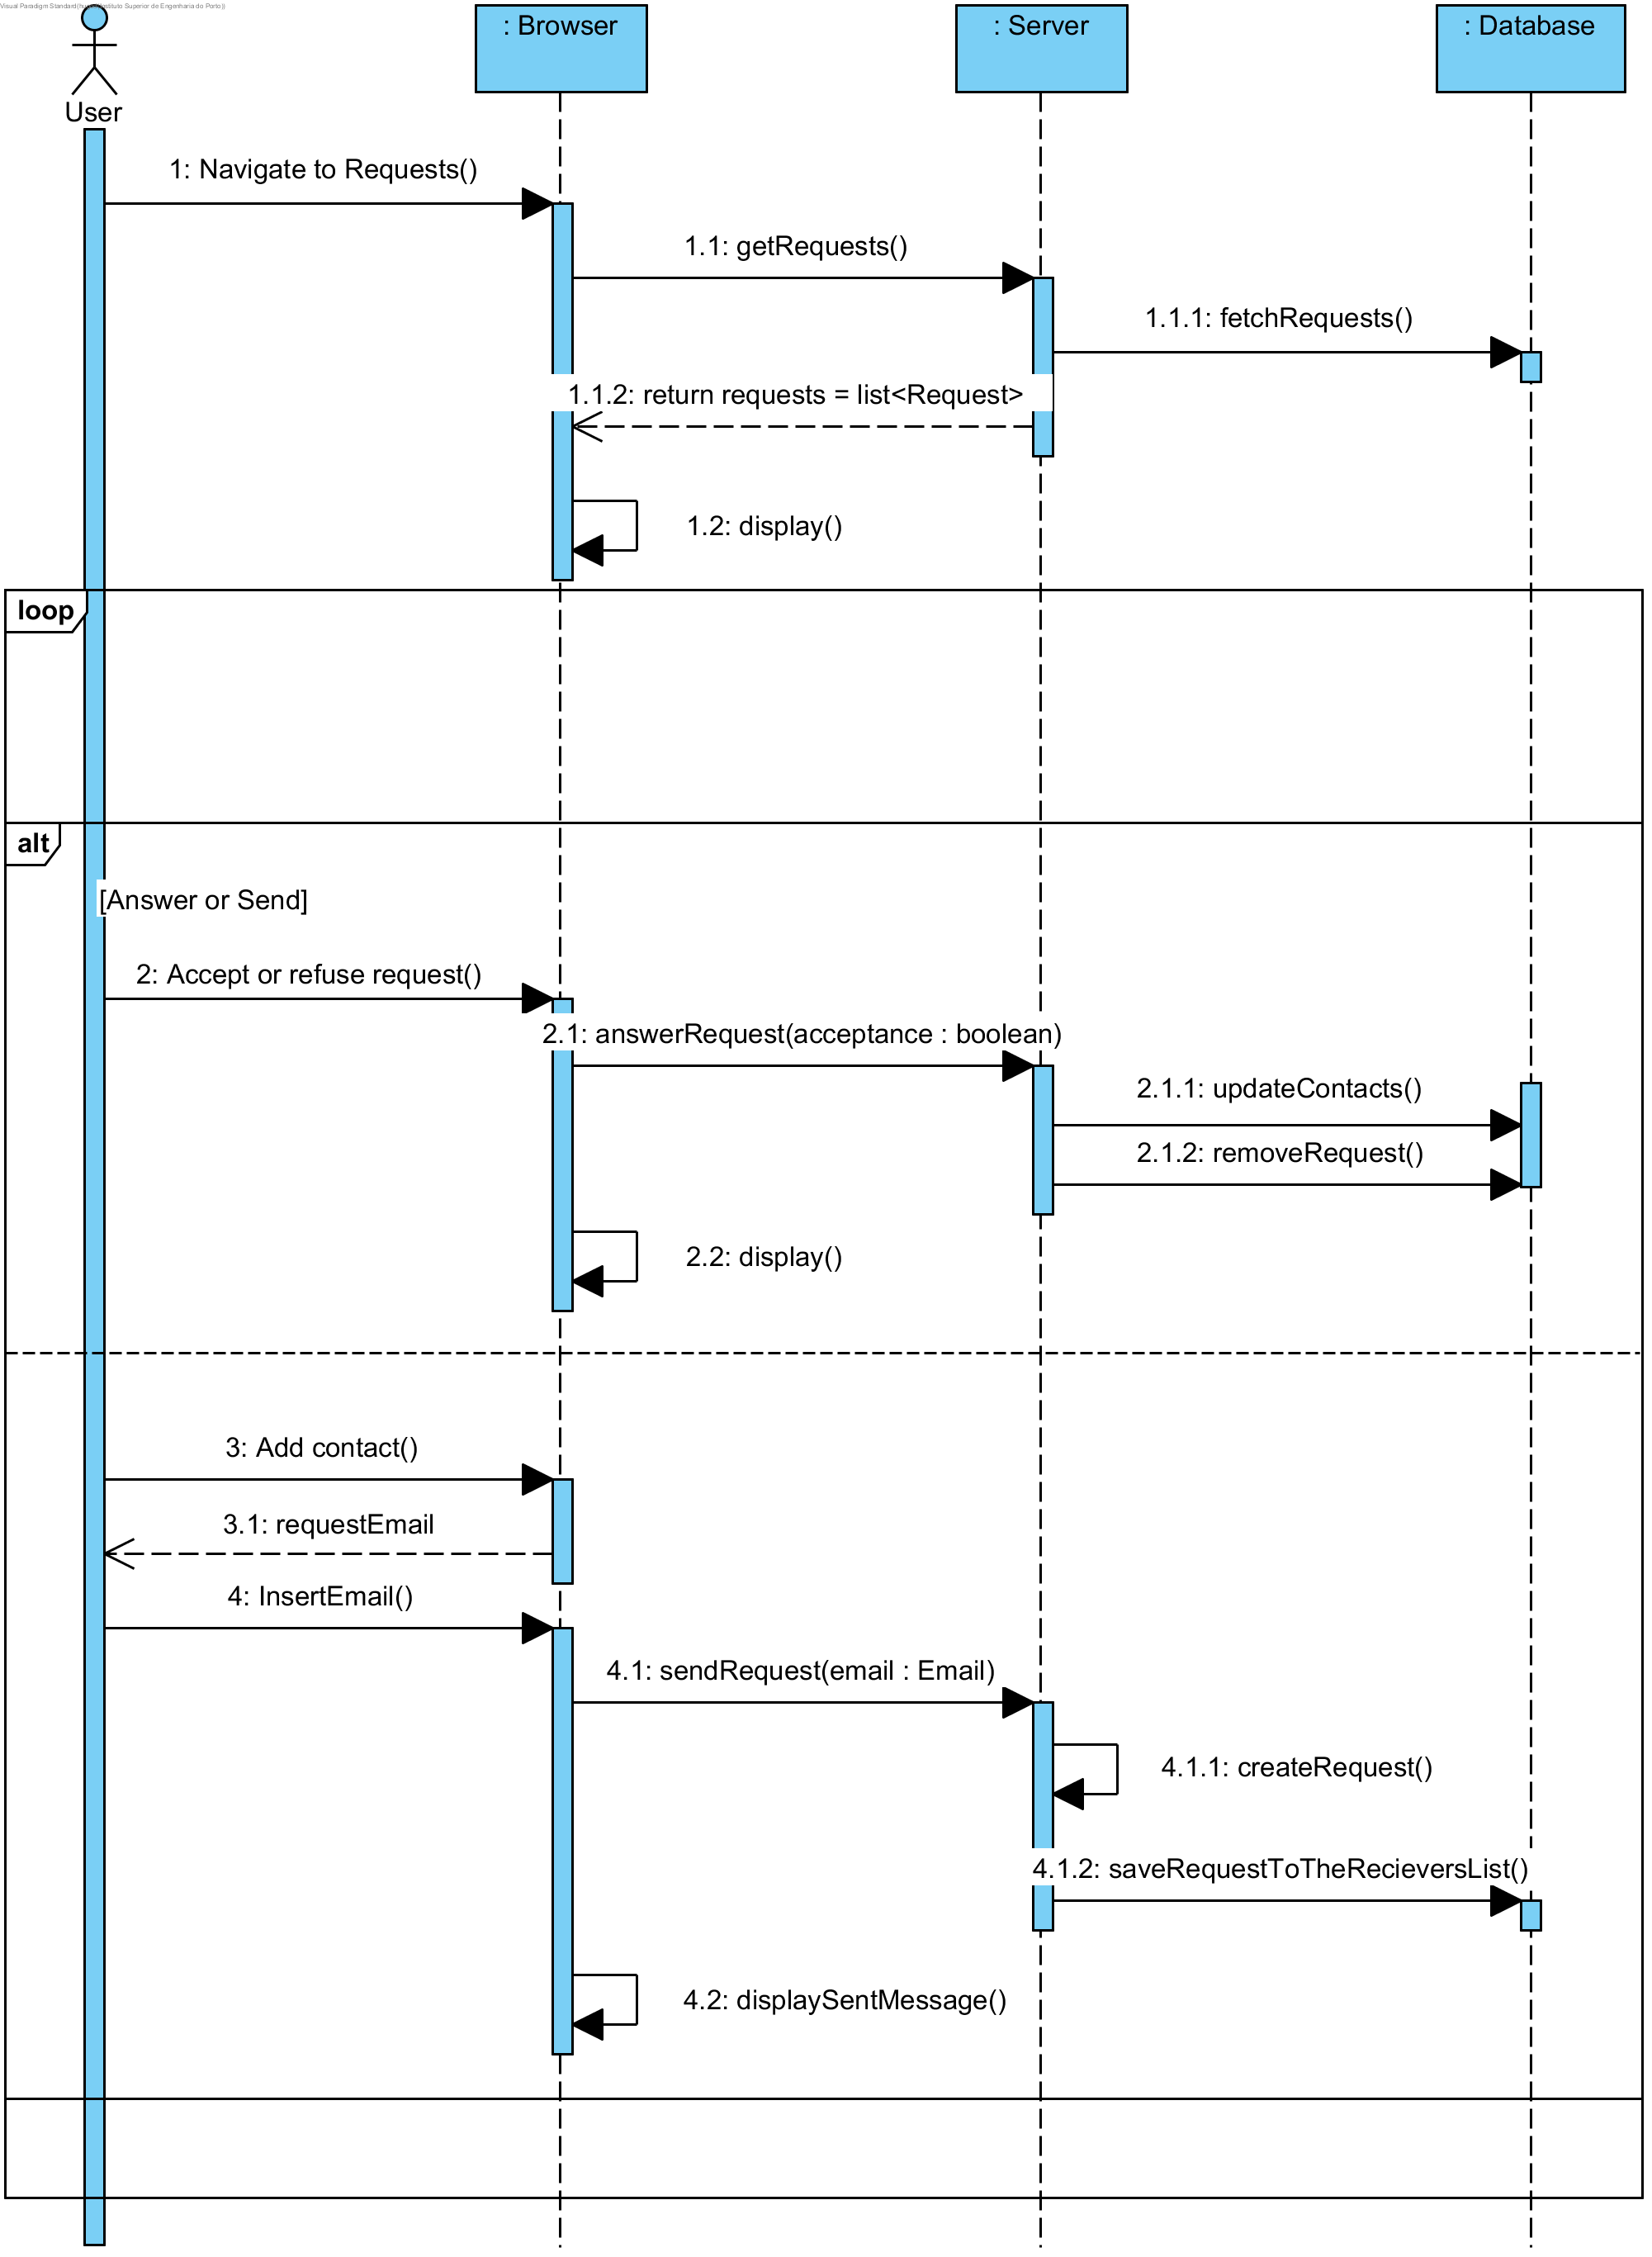 Visual Paradigm Standard(Instituto Superior de Engenharia do Porto))
: Browser
: Server
: Database
User
1: Navigate to Requests()
1.1: getRequests()
1.1.1: fetchRequests()
1.1.2: return requests = list<Request>
1.2: display()
loop
alt
[Answer or Send]
2: Accept or refuse request()
2.1: answerRequest(acceptance : boolean)
2.1.1: updateContacts()
2.1.2: removeRequest()
2.2: display()
3: Add contact()
3.1: requestEmail
4: InsertEmail()
4.1: sendRequest(email : Email)
4.1.1: createRequest()
4.1.2: saveRequestToTheRecieversList()
4.2: displaySentMessage()